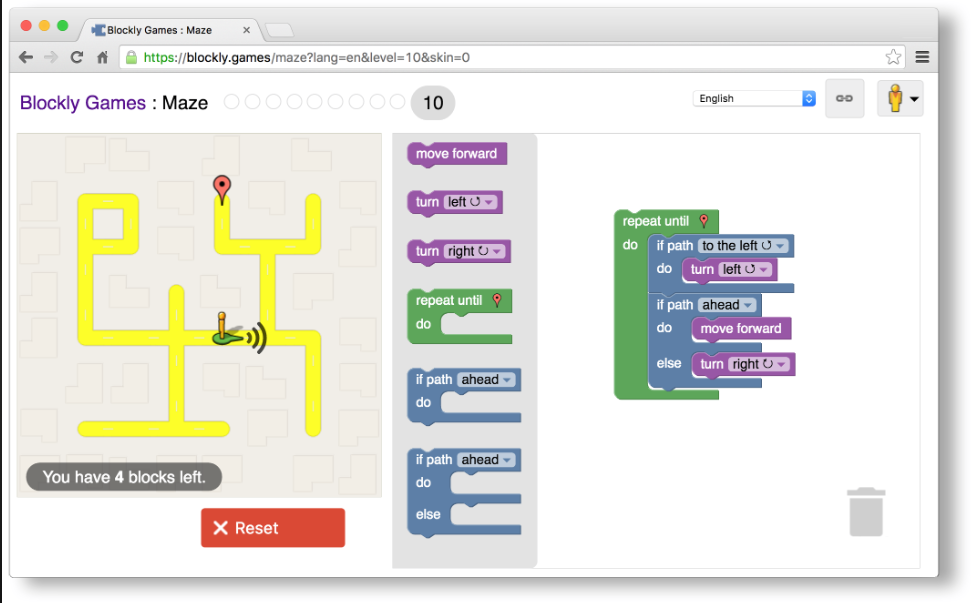 Blockly Games : Maze
https://blockly.games/maze?lang=en&level=10&skin=0
Blockly Games : Maze 10
English
move forward
turn left
turn right
repeat until
do
if path ahead
do
if path ahead
do
else
repeat until
do if path to the left
do turn left
if path ahead
do move forward
else turn right
You have 4 blocks left.
Reset